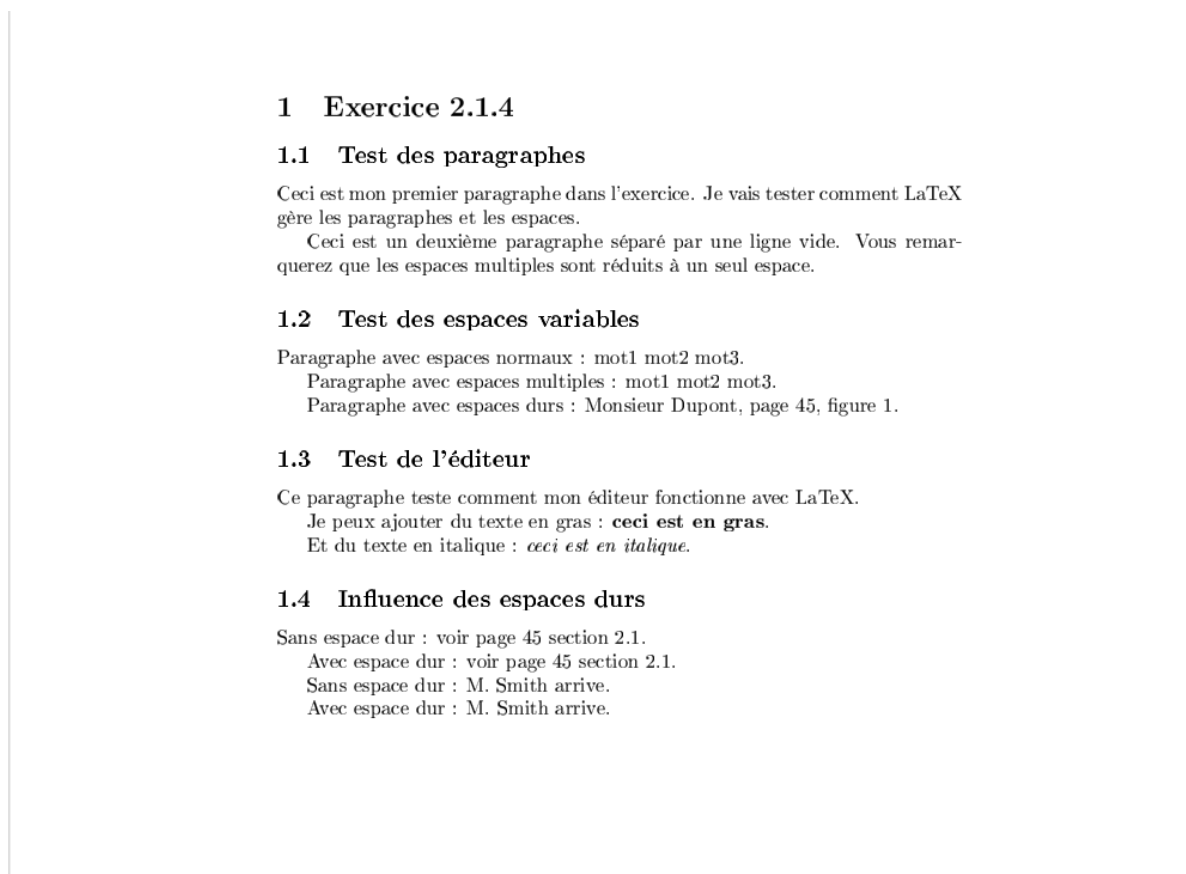 1 Exercice 2.1.4
1.1 Test des paragraphes
Ceci est mon premier paragraphe dans l'exercice. Je vais tester comment LaTeX
gère les paragraphes et les espaces.
Ceci est un deuxième paragraphe séparé par une ligne vide. Vous remar-
querez que les espaces multiples sont réduits à un seul espace.
1.2 Test des espaces variables
Paragraphe avec espaces normaux : mot1 mot2 mot3.
Paragraphe avec espaces multiples : mot1 mot2 mot3.
Paragraphe avec espaces durs : Monsieur Dupont, page 45, figure 1.
1.3 Test de l'éditeur
Ce paragraphe teste comment mon éditeur fonctionne avec LaTeX.
Je peux ajouter du texte en gras : ceci est en gras.
Et du texte en italique : ceci est en italique.
1.4 Influence des espaces durs
Sans espace dur : voir page 45 section 2.1.
Avec espace dur : voir page 45 section 2.1.
Sans espace dur : M. Smith arrive.
Avec espace dur : M. Smith arrive.